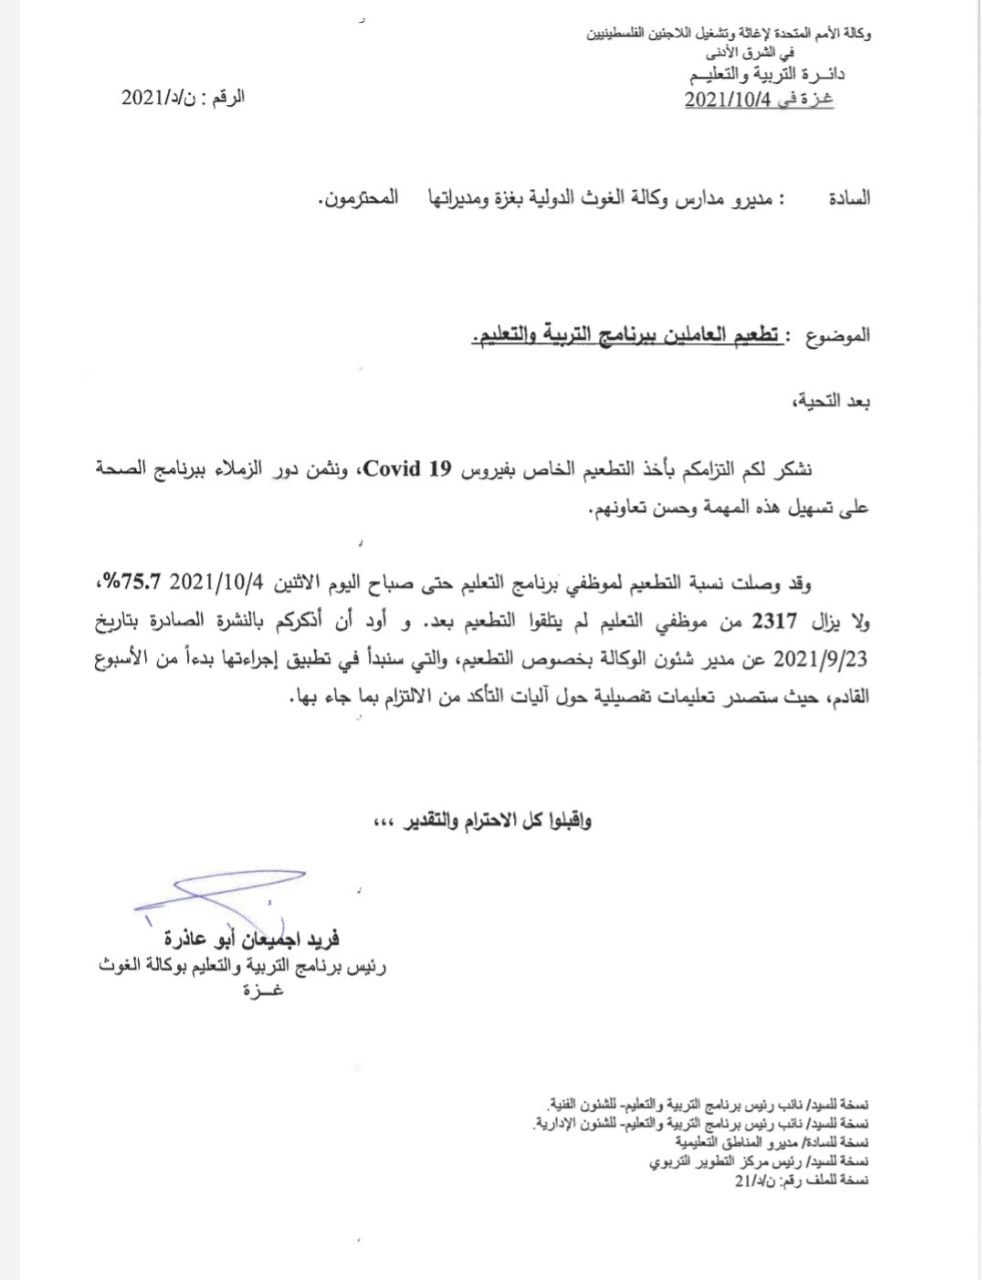 وكالة الأمم المتحدة لإغاثة وتشغيل اللاجئين الفلسطينيين
في الشرق الأدنى
دائـرة التربية والتعليـم
غزة في 2021/10/4
الرقم : ن/د/2021
السادة : مديرو مدارس وكالة الغوث الدولية بغزة ومديراتها المحترمون.
الموضوع : تطعيم العاملين ببرنامج التربية والتعليم.
بعد التحية،
نشكر لكم التزامكم بأخذ التطعيم الخاص بفيروس Covid 19، ونثمن دور الزملاء ببرنامج الصحة
على تسهيل هذه المهمة وحسن تعاونهم.
وقد وصلت نسبة التطعيم لموظفي برنامج التعليم حتى صباح اليوم الاثنين 2021/10/4 75.7%،
ولا يزال 2317 من موظفي التعليم لم يتلقوا التطعيم بعد. و أود أن أذكركم بالنشرة الصادرة بتاريخ
2021/9/23 عن مدير شئون الوكالة بخصوص التطعيم، والتي سنبدأ في تطبيق إجراءتها بدءاً من الأسبوع
القادم، حيث ستصدر تعليمات تفصيلية حول آليات التأكد من الالتزام بما جاء بها.
واقبلوا كل الاحترام والتقدير ،،،
فريد اجميعان أبو عاذرة
رئيس برنامج التربية والتعليم بوكالة الغوث
غـزة
نسخة للسيد/ نائب رئيس برنامج التربية والتعليم- للشئون الفنية.
نسخة للسيد/ نائب رئيس برنامج التربية والتعليم- للشئون الإدارية.
نسخة للسادة/ مديرو المناطق التعليمية
نسخة للسيد/ رئيس مركز التطوير التربوي
نسخة للملف رقم: ن/د/21